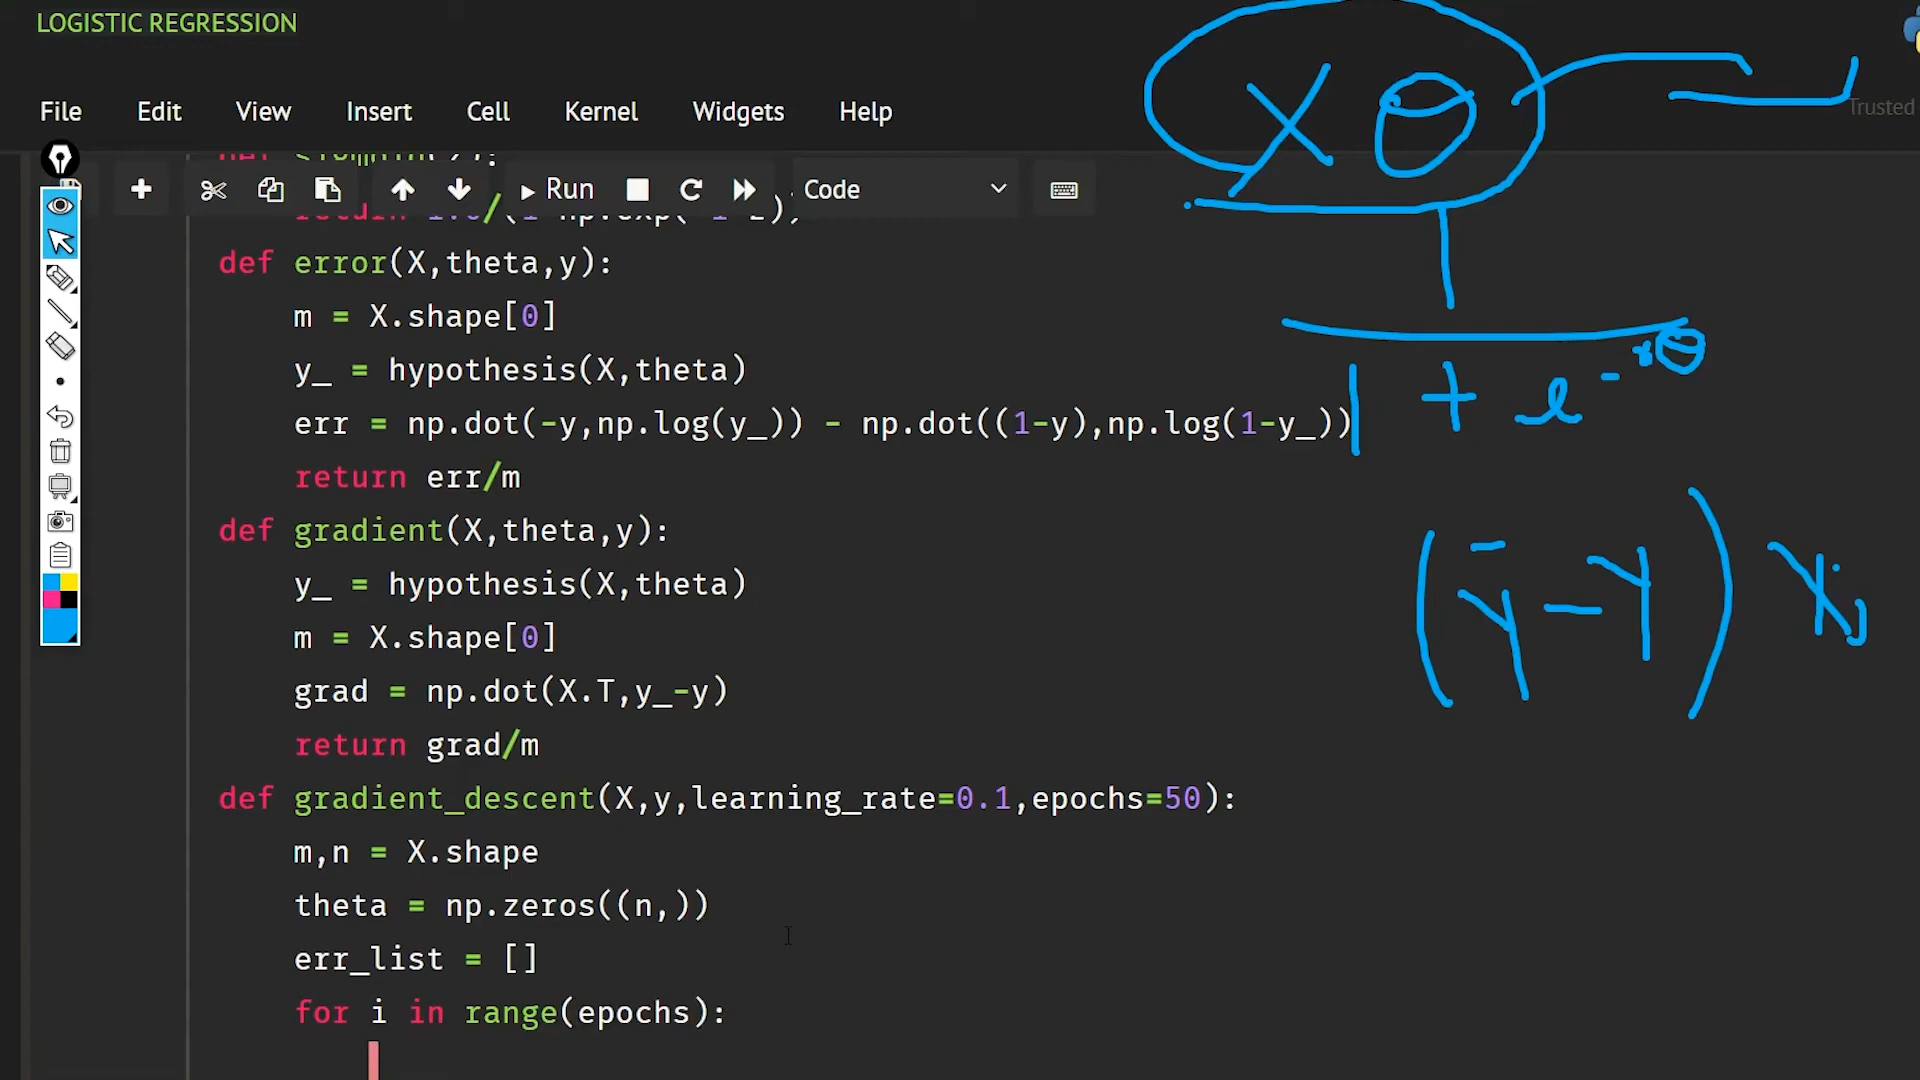 LOGISTIC REGRESSION
File Edit View Insert Cell Kernel Widgets Help
Trusted
Run Code
def error(X,theta,y):
m = X.shape[0]
y_ = hypothesis(X,theta)
err = np.dot(-y,np.log(y_)) - np.dot((1-y),np.log(1-y_))
return err/m
def gradient(X,theta,y):
y_ = hypothesis(X,theta)
m = X.shape[0]
grad = np.dot(X.T,y_-y)
return grad/m
def gradient_descent(X,y,learning_rate=0.1,epochs=50):
m,n = X.shape
theta = np.zeros((n,))
err_list = []
for i in range(epochs):
X θ
1 + e^-xθ
(ȳ - y) Xj